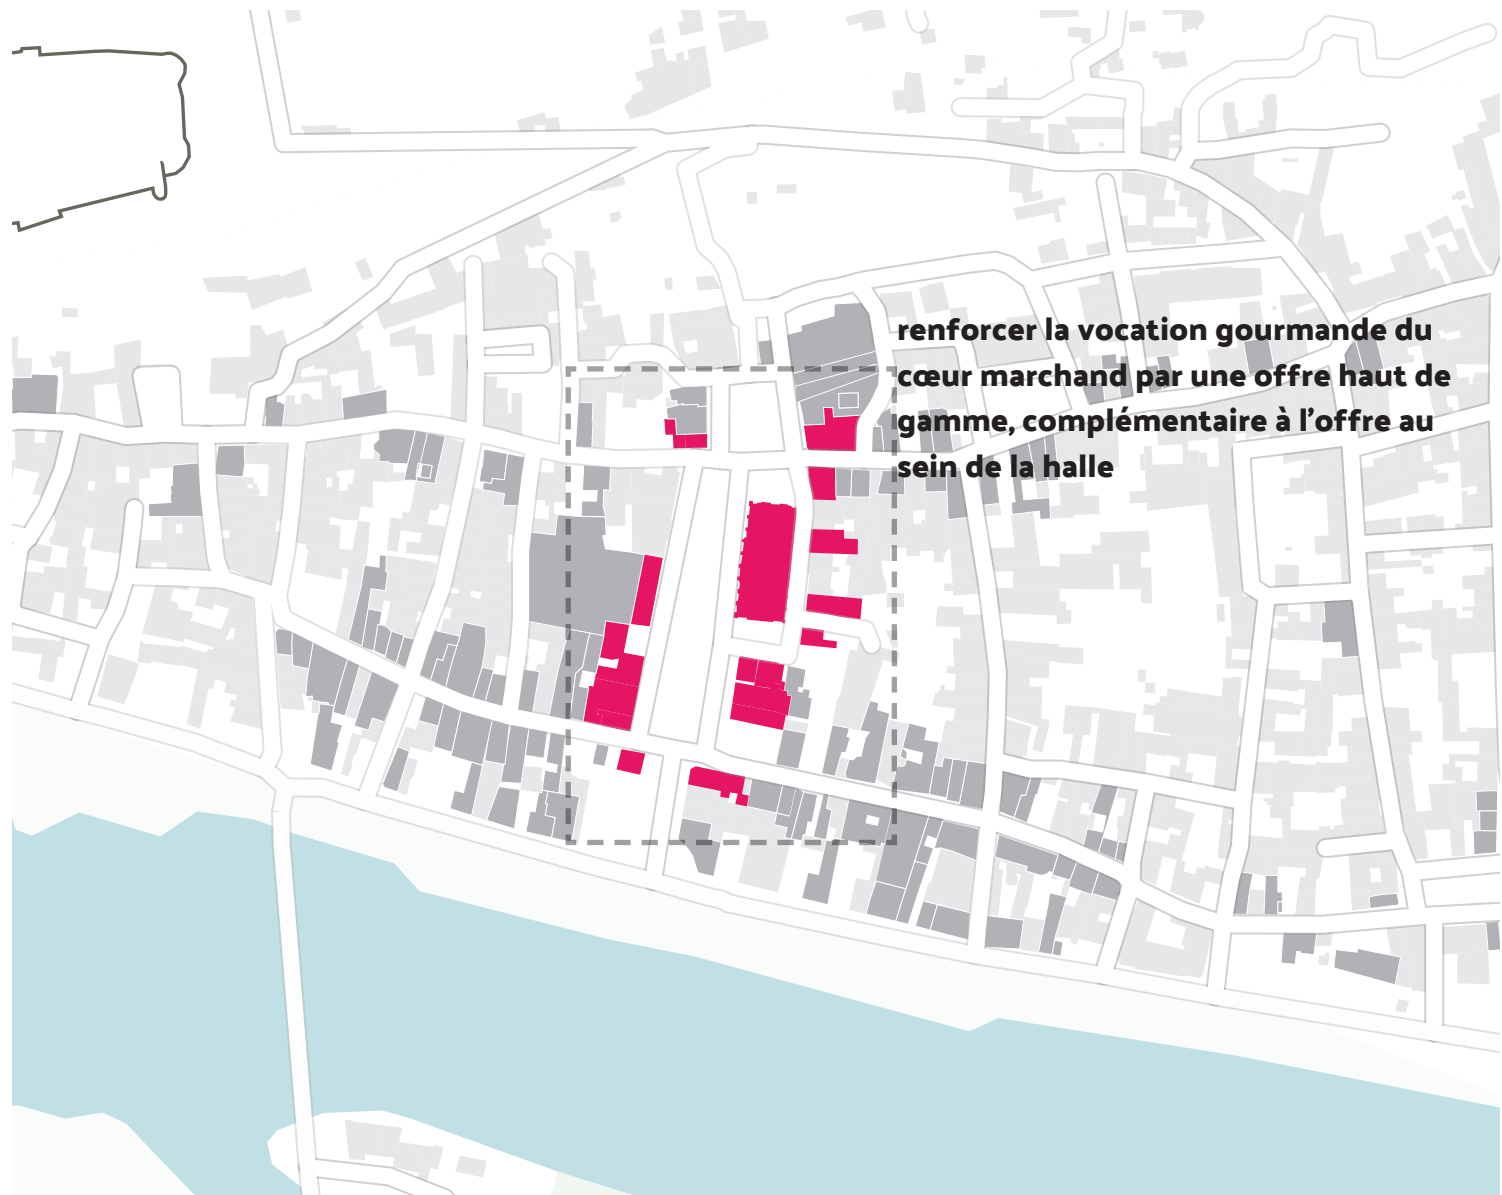 renforcer la vocation gourmande du
cœur marchand par une offre haut de
gamme, complémentaire à l’offre au
sein de la halle